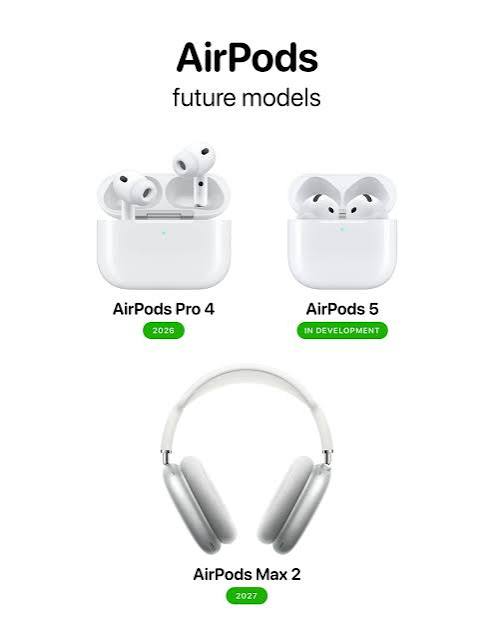 AirPods
future models
AirPods Pro 4
AirPods 5
2026
IN DEVELOPMENT
AirPods Max 2
2027